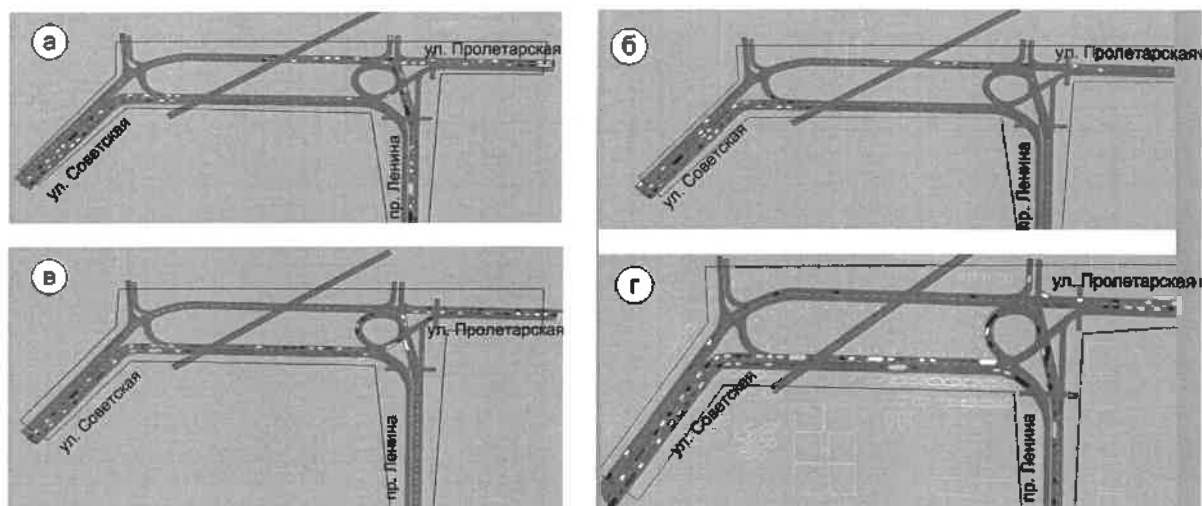 а
ул. Пролетарская
ул. Советская
пр. Ленина
б
ул. Пролетарская
ул. Советская
пр. Ленина
в
ул. Пролетарская
ул. Советская
пр. Ленина
г
ул. Пролетарская
ул. Советская
пр. Ленина